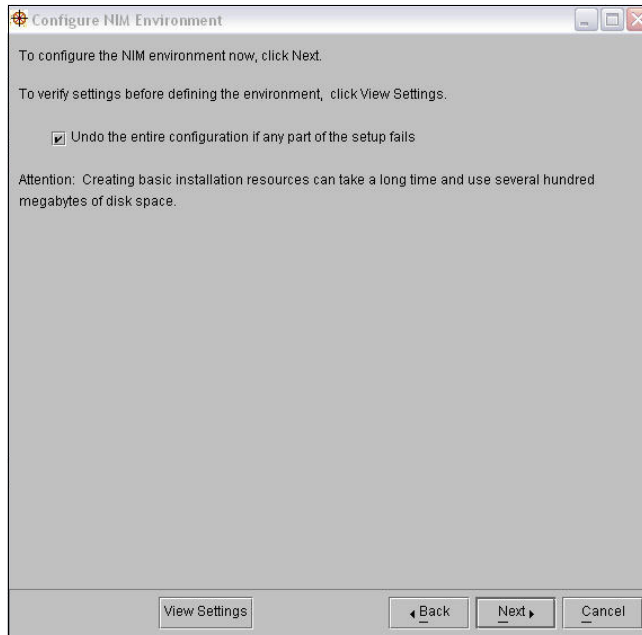 Configure NIM Environment
To configure the NIM environment now, click Next.
To verify settings before defining the environment, click View Settings.
Undo the entire configuration if any part of the setup fails
Attention: Creating basic installation resources can take a long time and use several hundred
megabytes of disk space.
View Settings
Back
Next
Cancel